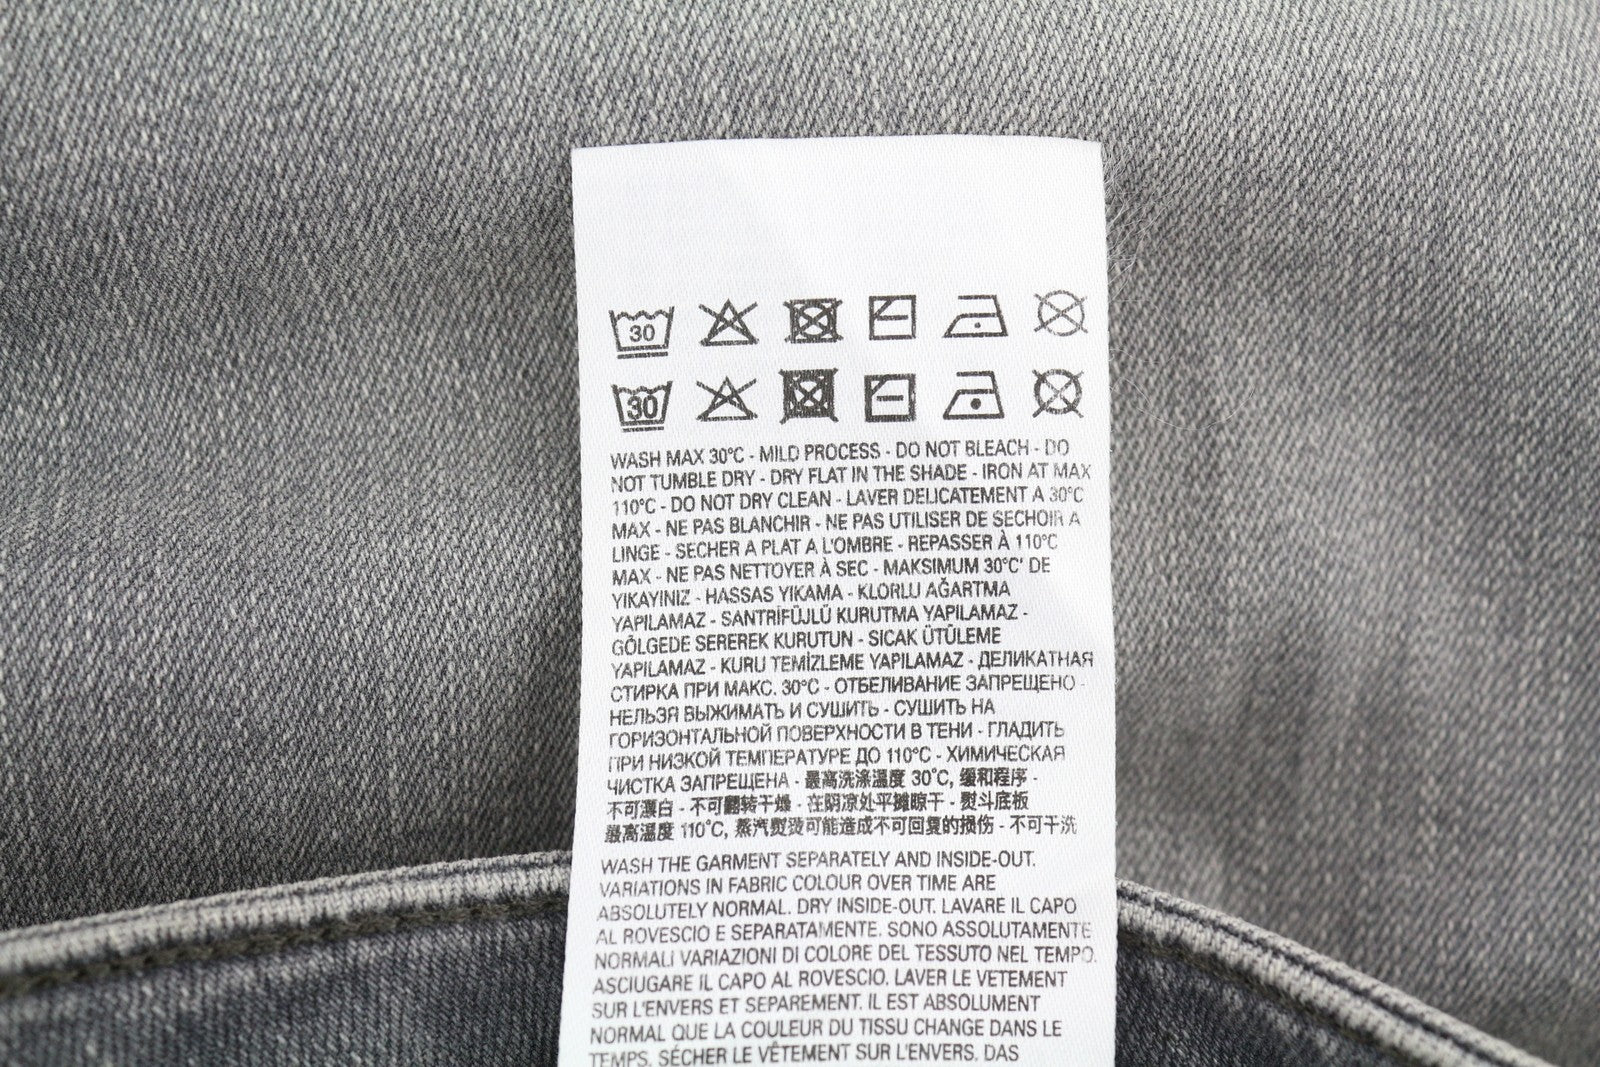 30
30
WASH MAX 30°C - MILD PROCESS - DO NOT BLEACH - DO
NOT TUMBLE DRY - DRY FLAT IN THE SHADE - IRON AT MAX
110°C - DO NOT DRY CLEAN - LAVER DELICATEMENT A 30°C
MAX - NE PAS BLANCHIR - NE PAS UTILISER DE SECHOIR A
LINGE - SECHER A PLAT A L'OMBRE - REPASSER À 110°C
MAX - NE PAS NETTOYER À SEC - MAKSIMUM 30°C' DE
YIKAYINIZ - HASSAS YIKAMA - KLORLU AĞARTMA
YAPILAMAZ - SANTRİFÜJLÜ KURUTMA YAPILAMAZ -
GÖLGEDE SEREREK KURUTUN - SICAK ÜTÜLEME
YAPILAMAZ - KURU TEMİZLEME YAPILAMAZ - ДЕЛИКАТНАЯ
СТИРКА ПРИ МАКС. 30°C - ОТБЕЛИВАНИЕ ЗАПРЕЩЕНО -
НЕЛЬЗЯ ВЫЖИМАТЬ И СУШИТЬ - СУШИТЬ НА
ГОРИЗОНТАЛЬНОЙ ПОВЕРХНОСТИ В ТЕНИ - ГЛАДИТЬ
ПРИ НИЗКОЙ ТЕМПЕРАТУРЕ ДО 110°C - ХИМИЧЕСКАЯ
ЧИСТКА ЗАПРЕЩЕНА - 最高洗涤温度 30°C, 缓和程序 -
不可漂白 - 不可翻转干燥 - 在阴凉处平摊晾干 - 熨斗底板
最高温度 110°C, 蒸汽熨烫可能造成不可回复的损伤 - 不可干洗
WASH THE GARMENT SEPARATELY AND INSIDE-OUT.
VARIATIONS IN FABRIC COLOUR OVER TIME ARE
ABSOLUTELY NORMAL. DRY INSIDE-OUT. LAVARE IL CAPO
AL ROVESCIO E SEPARATAMENTE. SONO ASSOLUTAMENTE
NORMALI VARIAZIONI DI COLORE DEL TESSUTO NEL TEMPO.
ASCIUGARE IL CAPO AL ROVESCIO. LAVER LE VETEMENT
SUR L'ENVERS ET SEPAREMENT. IL EST ABSOLUMENT
NORMAL QUE LA COULEUR DU TISSU CHANGE DANS LE
TEMPS. SÉCHER LE VÊTEMENT SUR L'ENVERS. DAS